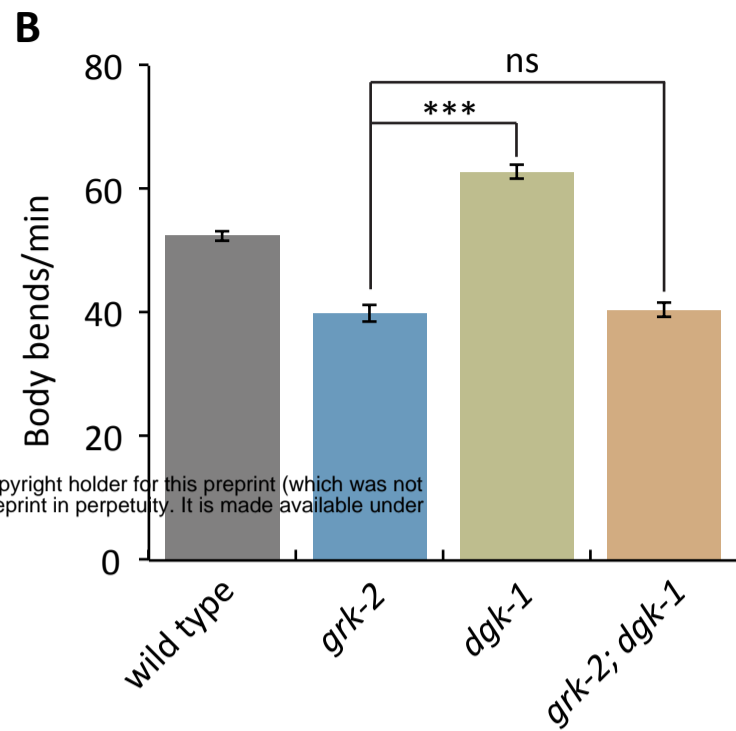 B
80
60
40
20
0
Body bends/min
ns
***
pyright holder for this preprint (which was not
eprint in perpetuity. It is made available under
wild type
grk-2
dgk-1
grk-2; dgk-1